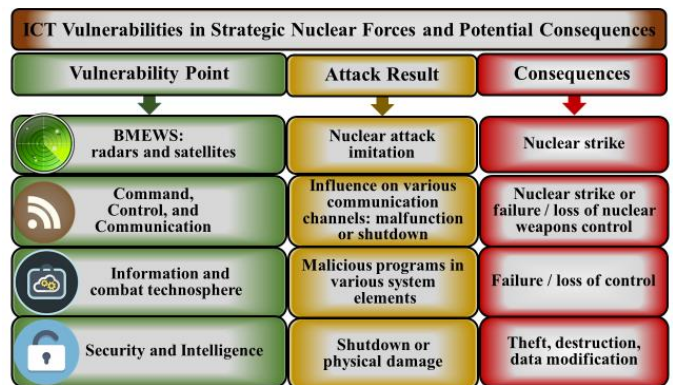 ICT Vulnerabilities in Strategic Nuclear Forces and Potential Consequences
Vulnerability Point
Attack Result
Consequences
BMEWS:
radars and satellites
Nuclear attack
imitation
Nuclear strike
Command,
Control, and
Communication
Influence on various
communication
channels: malfunction
or shutdown
Nuclear strike or
failure / loss of nuclear
weapons control
Information and
combat technosphere
Malicious programs in
various system
elements
Failure / loss of control
Security and Intelligence
Shutdown or
physical damage
Theft, destruction,
data modification